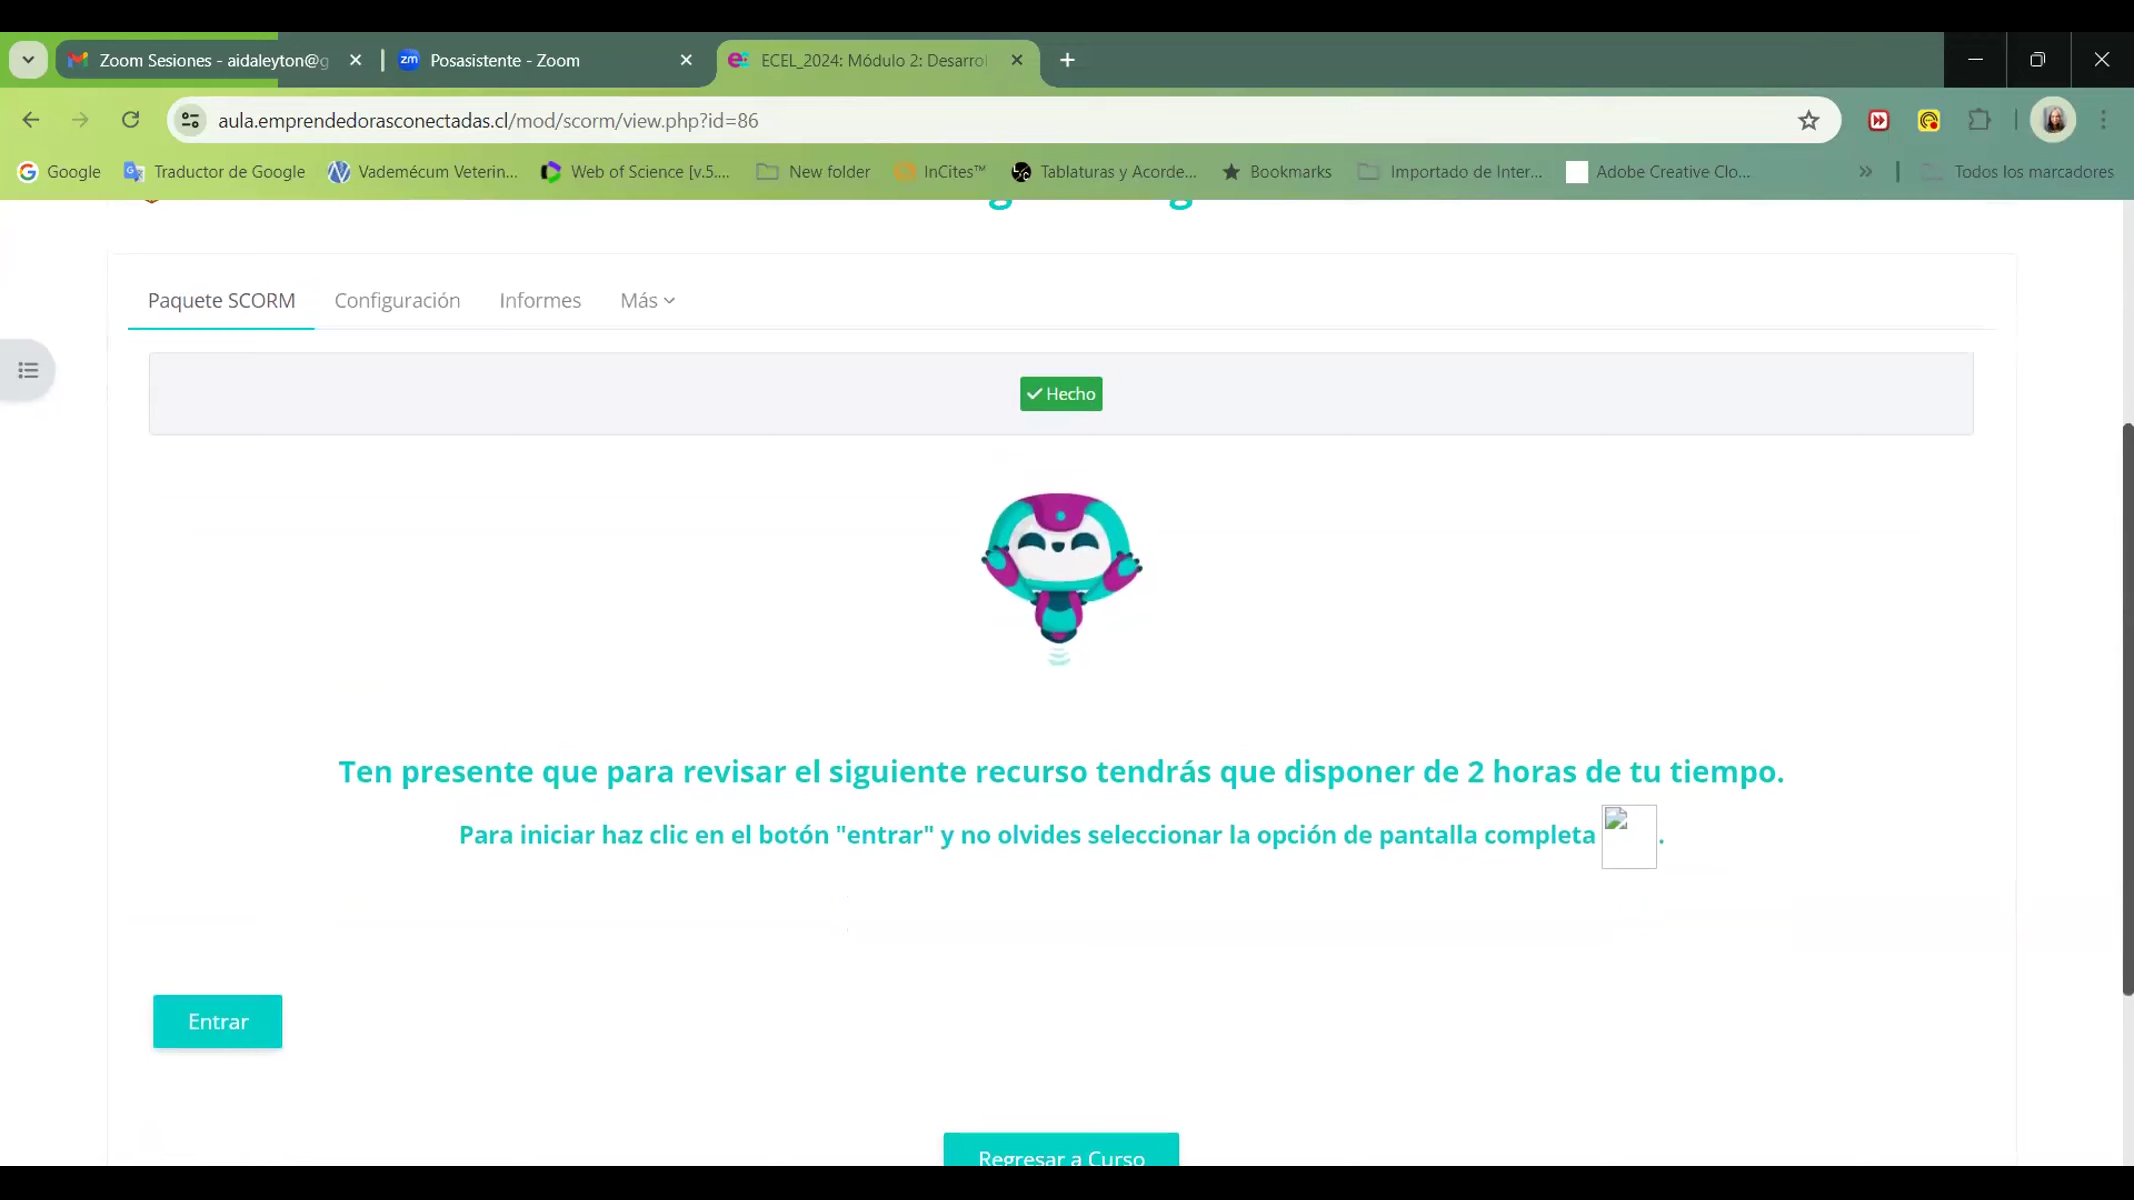 Zoom Sesiones - aidaleyton@g
Posasistente - Zoom
ECEL_2024: Módulo 2: Desarrol
aula.emprendedorasconectadas.cl/mod/scorm/view.php?id=86
Google
Traductor de Google
Vademécum Veterin...
Web of Science [v.5....
New folder
InCites™
Tablaturas y Acorde...
Bookmarks
Importado de Inter...
Adobe Creative Clo...
Todos los marcadores
Paquete SCORM
Configuración
Informes
Más
Hecho
Ten presente que para revisar el siguiente recurso tendrás que disponer de 2 horas de tu tiempo.
Para iniciar haz clic en el botón "entrar" y no olvides seleccionar la opción de pantalla completa .
Entrar
Regresar a Curso